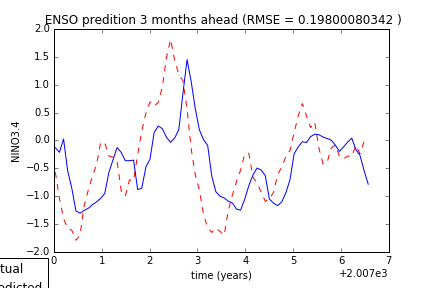 ENSO predition 3 months ahead (RMSE = 0.19800080342 )
2.0
1.5
1.0
0.5
0.0
−0.5
−1.0
−1.5
−2.0
NINO3.4
0 1 2 3 4 5 6 7
time (years)
+2.007e3
tual
edicted